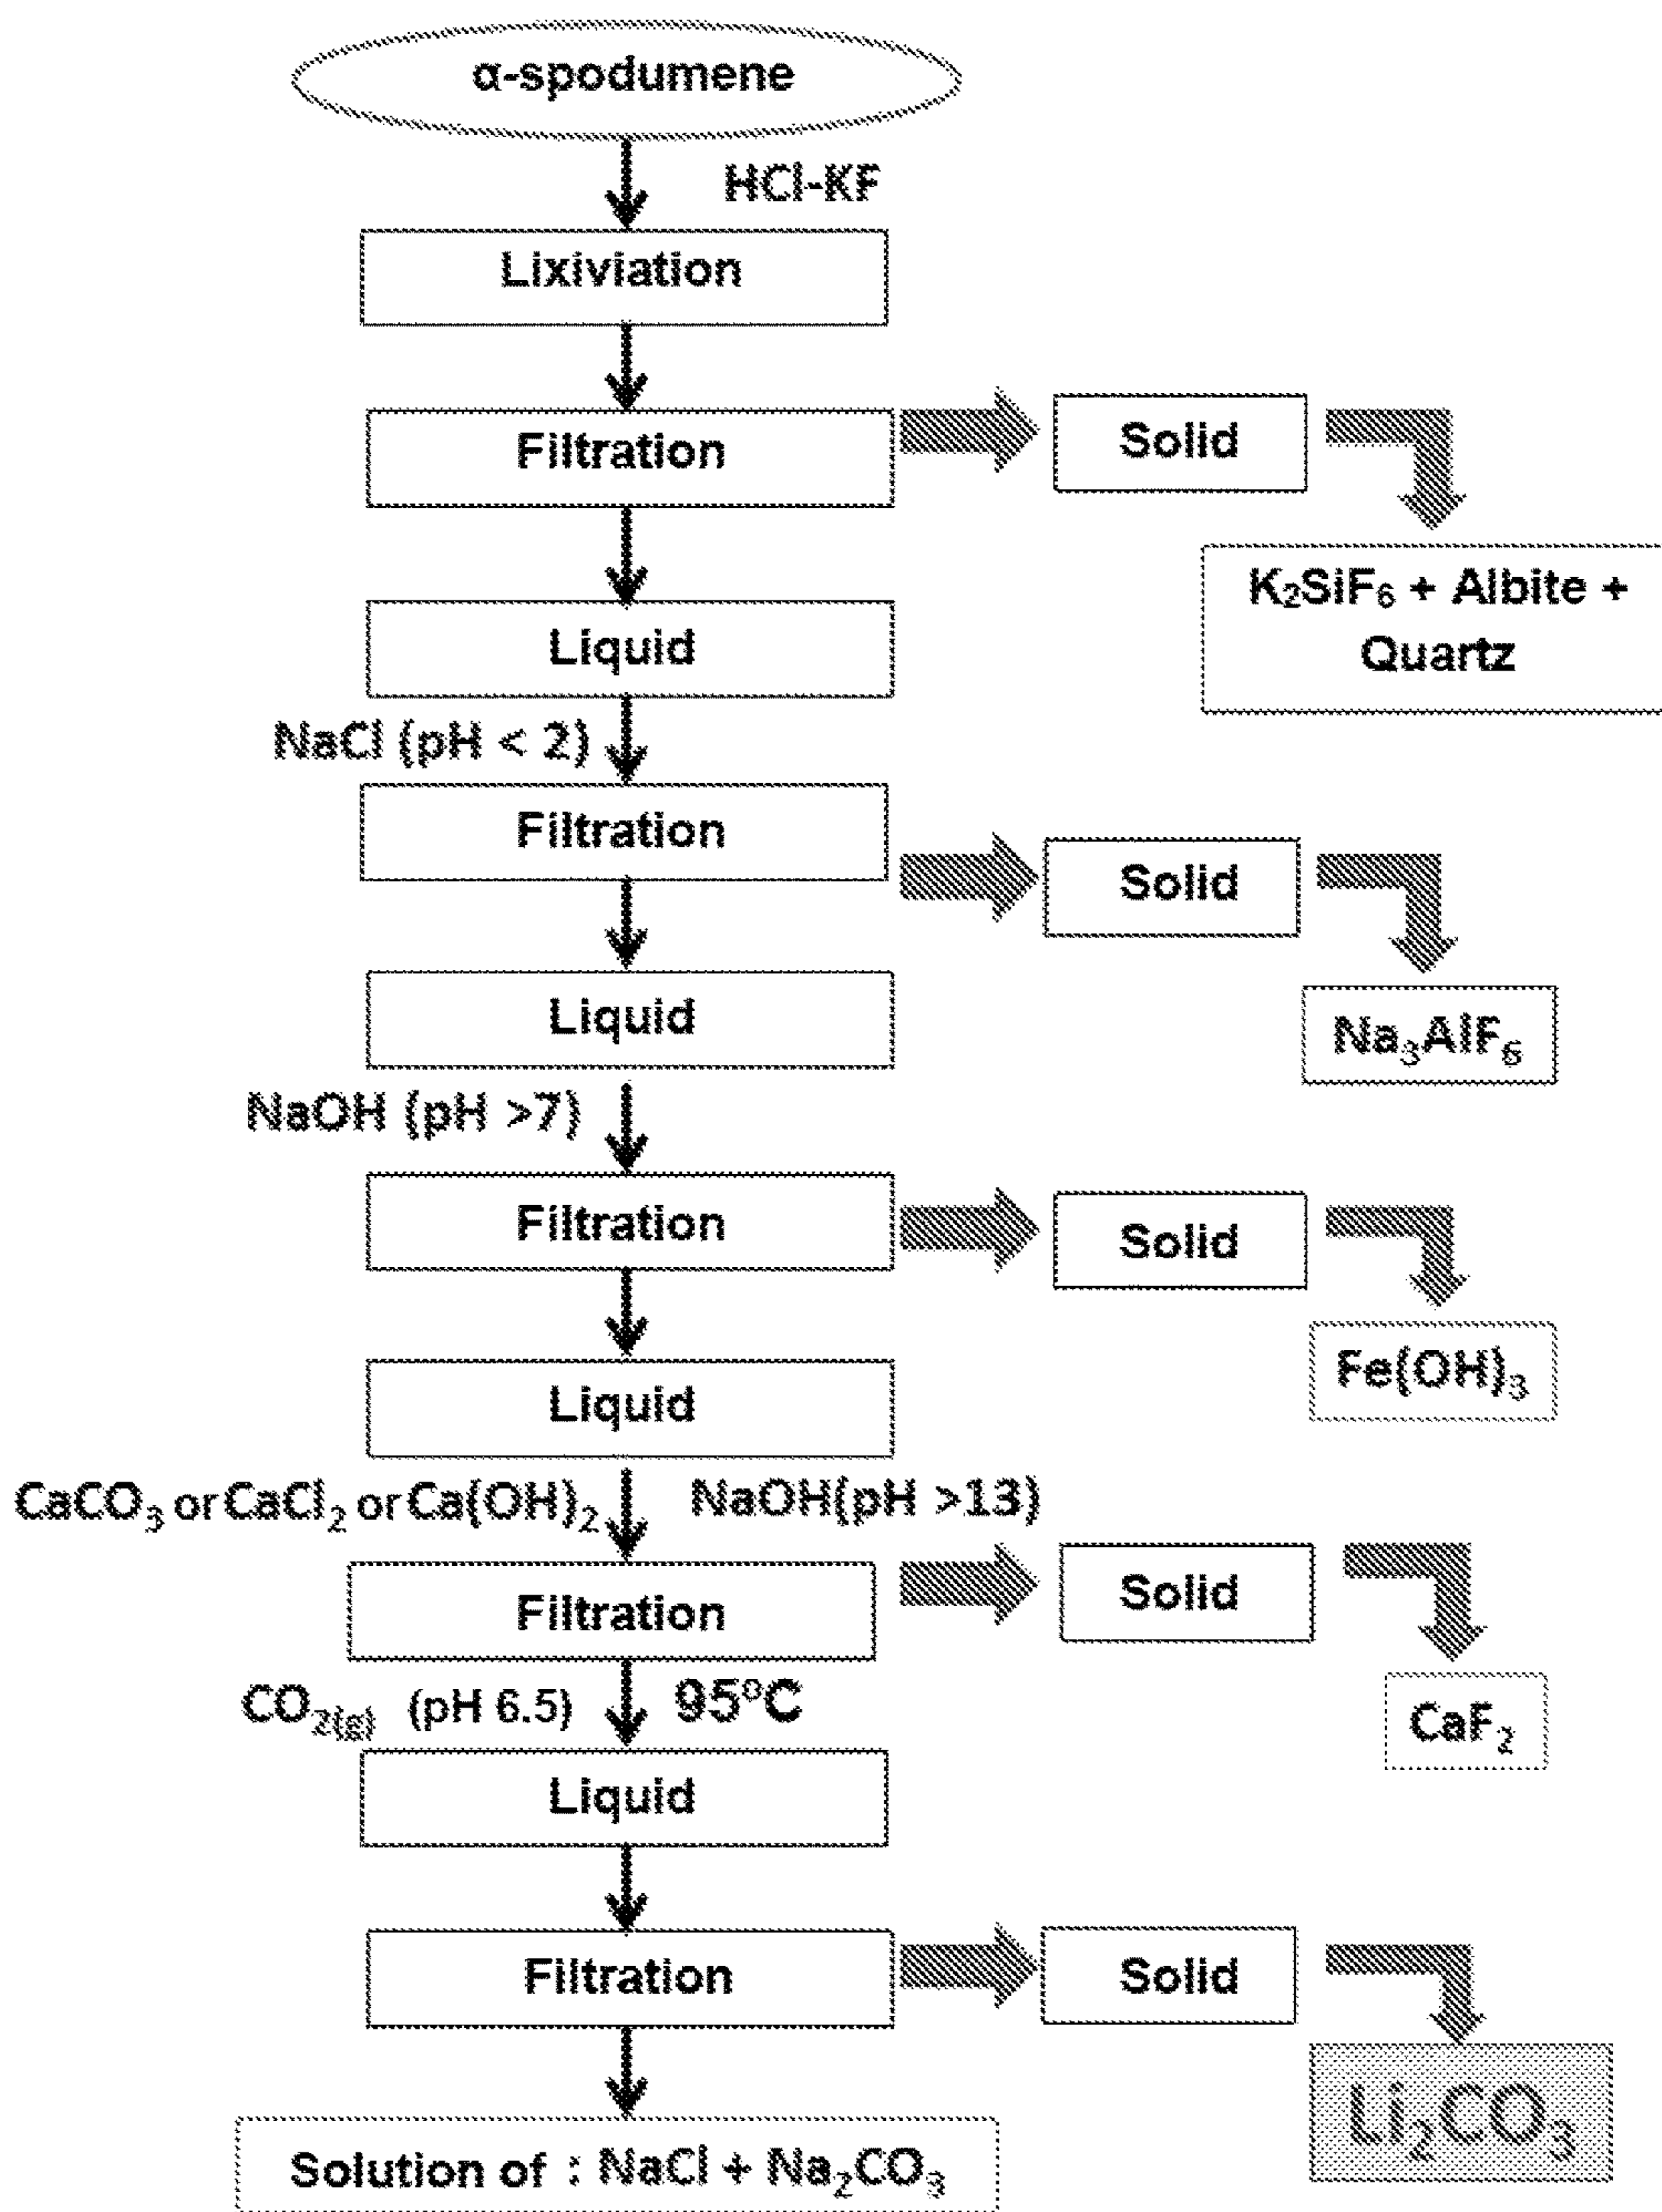 α-spodumene
HCl-KF
Lixiviation
Filtration
Solid
K₂SiF₆ + Albite +
Quartz
Liquid
NaCl (pH < 2)
Filtration
Solid
Na₃AlF₆
Liquid
NaOH (pH >7)
Filtration
Solid
Fe(OH)₃
Liquid
CaCO₃ or CaCl₂ or Ca(OH)₂
NaOH(pH >13)
Filtration
Solid
CaF₂
CO₂(g) (pH 6.5)
95°C
Liquid
Filtration
Solid
Li₂CO₃
Solution of : NaCl + Na₂CO₃